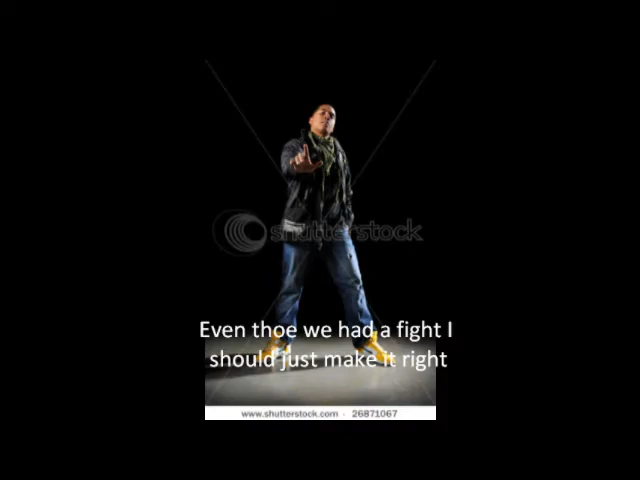 shutterstock
Even thoe we had a fight I
should just make it right
www.shutterstock.com · 26871067